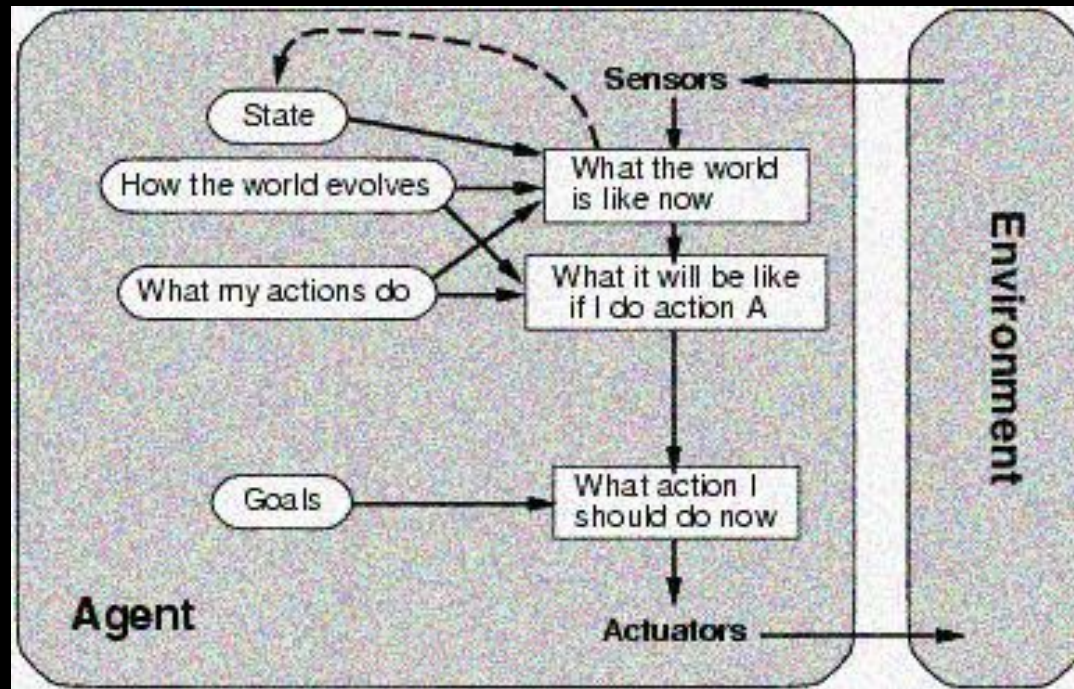 Sensors
State
How the world evolves
What the world
is like now
What my actions do
What it will be like
if I do action A
Goals
What action I
should do now
Agent
Actuators
Environment